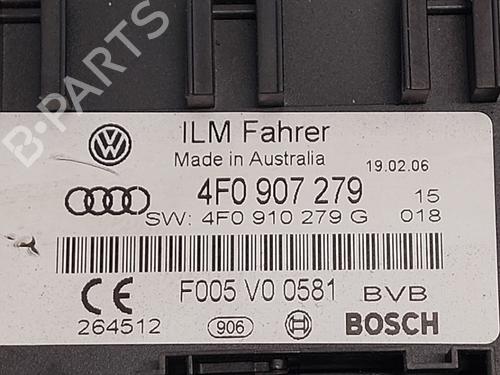 B-PARTS
ILM Fahrer
Made in Australia
19.02.06
4F0 907 279 15
SW: 4F0 910 279 G 018
F005 V0 0581 BVB
CE
264512 906 BOSCH